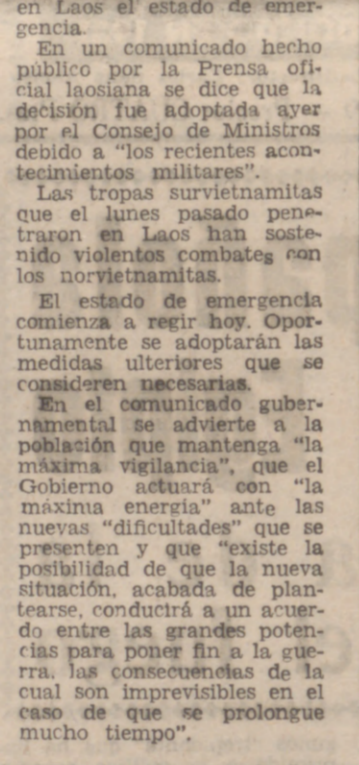 en Laos el estado de emer-
gencia.
En un comunicado hecho
público por la Prensa ofi-
cial laosiana se dice que la
decisión fue adoptada ayer
por el Consejo de Ministros
debido a "los recientes acon-
tecimientos militares".
Las tropas survietnamitas
que el lunes pasado pene-
traron en Laos han soste-
nido violentos combates con
los norvietnamitas.
El estado de emergencia
comienza a regir hoy. Opor-
tunamente se adoptarán las
medidas ulteriores que se
consideren necesarias.
En el comunicado guber-
namental se advierte a la
población que mantenga "la
máxima vigilancia", que el
Gobierno actuará con "la
máxima energía" ante las
nuevas "dificultades" que se
presenten y que "existe la
posibilidad de que la nueva
situación, acabada de plan-
tearse, conducirá a un acuer-
do entre las grandes poten-
cias para poner fin a la gue-
rra, las consecuencias de la
cual son imprevisibles en el
caso de que se prolongue
mucho tiempo".